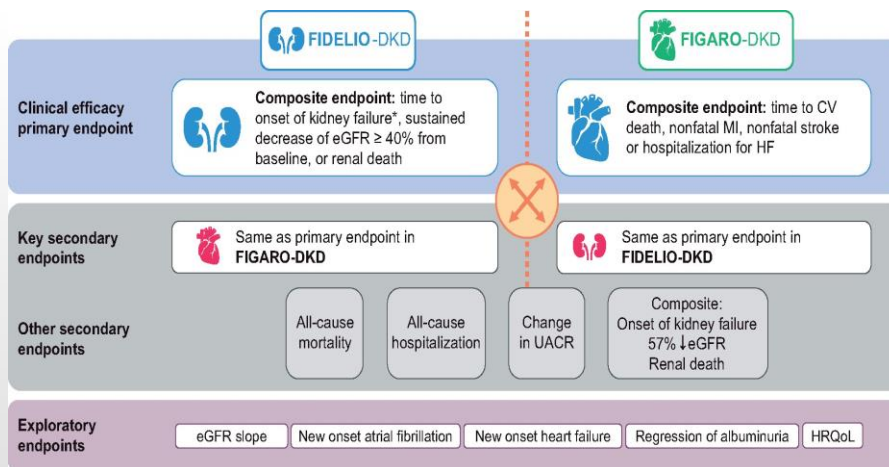 FIDELIO-DKD
FIGARO-DKD
Clinical efficacy
primary endpoint
Composite endpoint: time to
onset of kidney failure*, sustained
decrease of eGFR ≥ 40% from
baseline, or renal death
Composite endpoint: time to CV
death, nonfatal MI, nonfatal stroke
or hospitalization for HF
Key secondary
endpoints
Same as primary endpoint in
FIGARO-DKD
Same as primary endpoint in
FIDELIO-DKD
Other secondary
endpoints
All-cause
mortality
All-cause
hospitalization
Change
in UACR
Composite:
Onset of kidney failure
57% ↓eGFR
Renal death
Exploratory
endpoints
eGFR slope
New onset atrial fibrillation
New onset heart failure
Regression of albuminuria
HRQoL